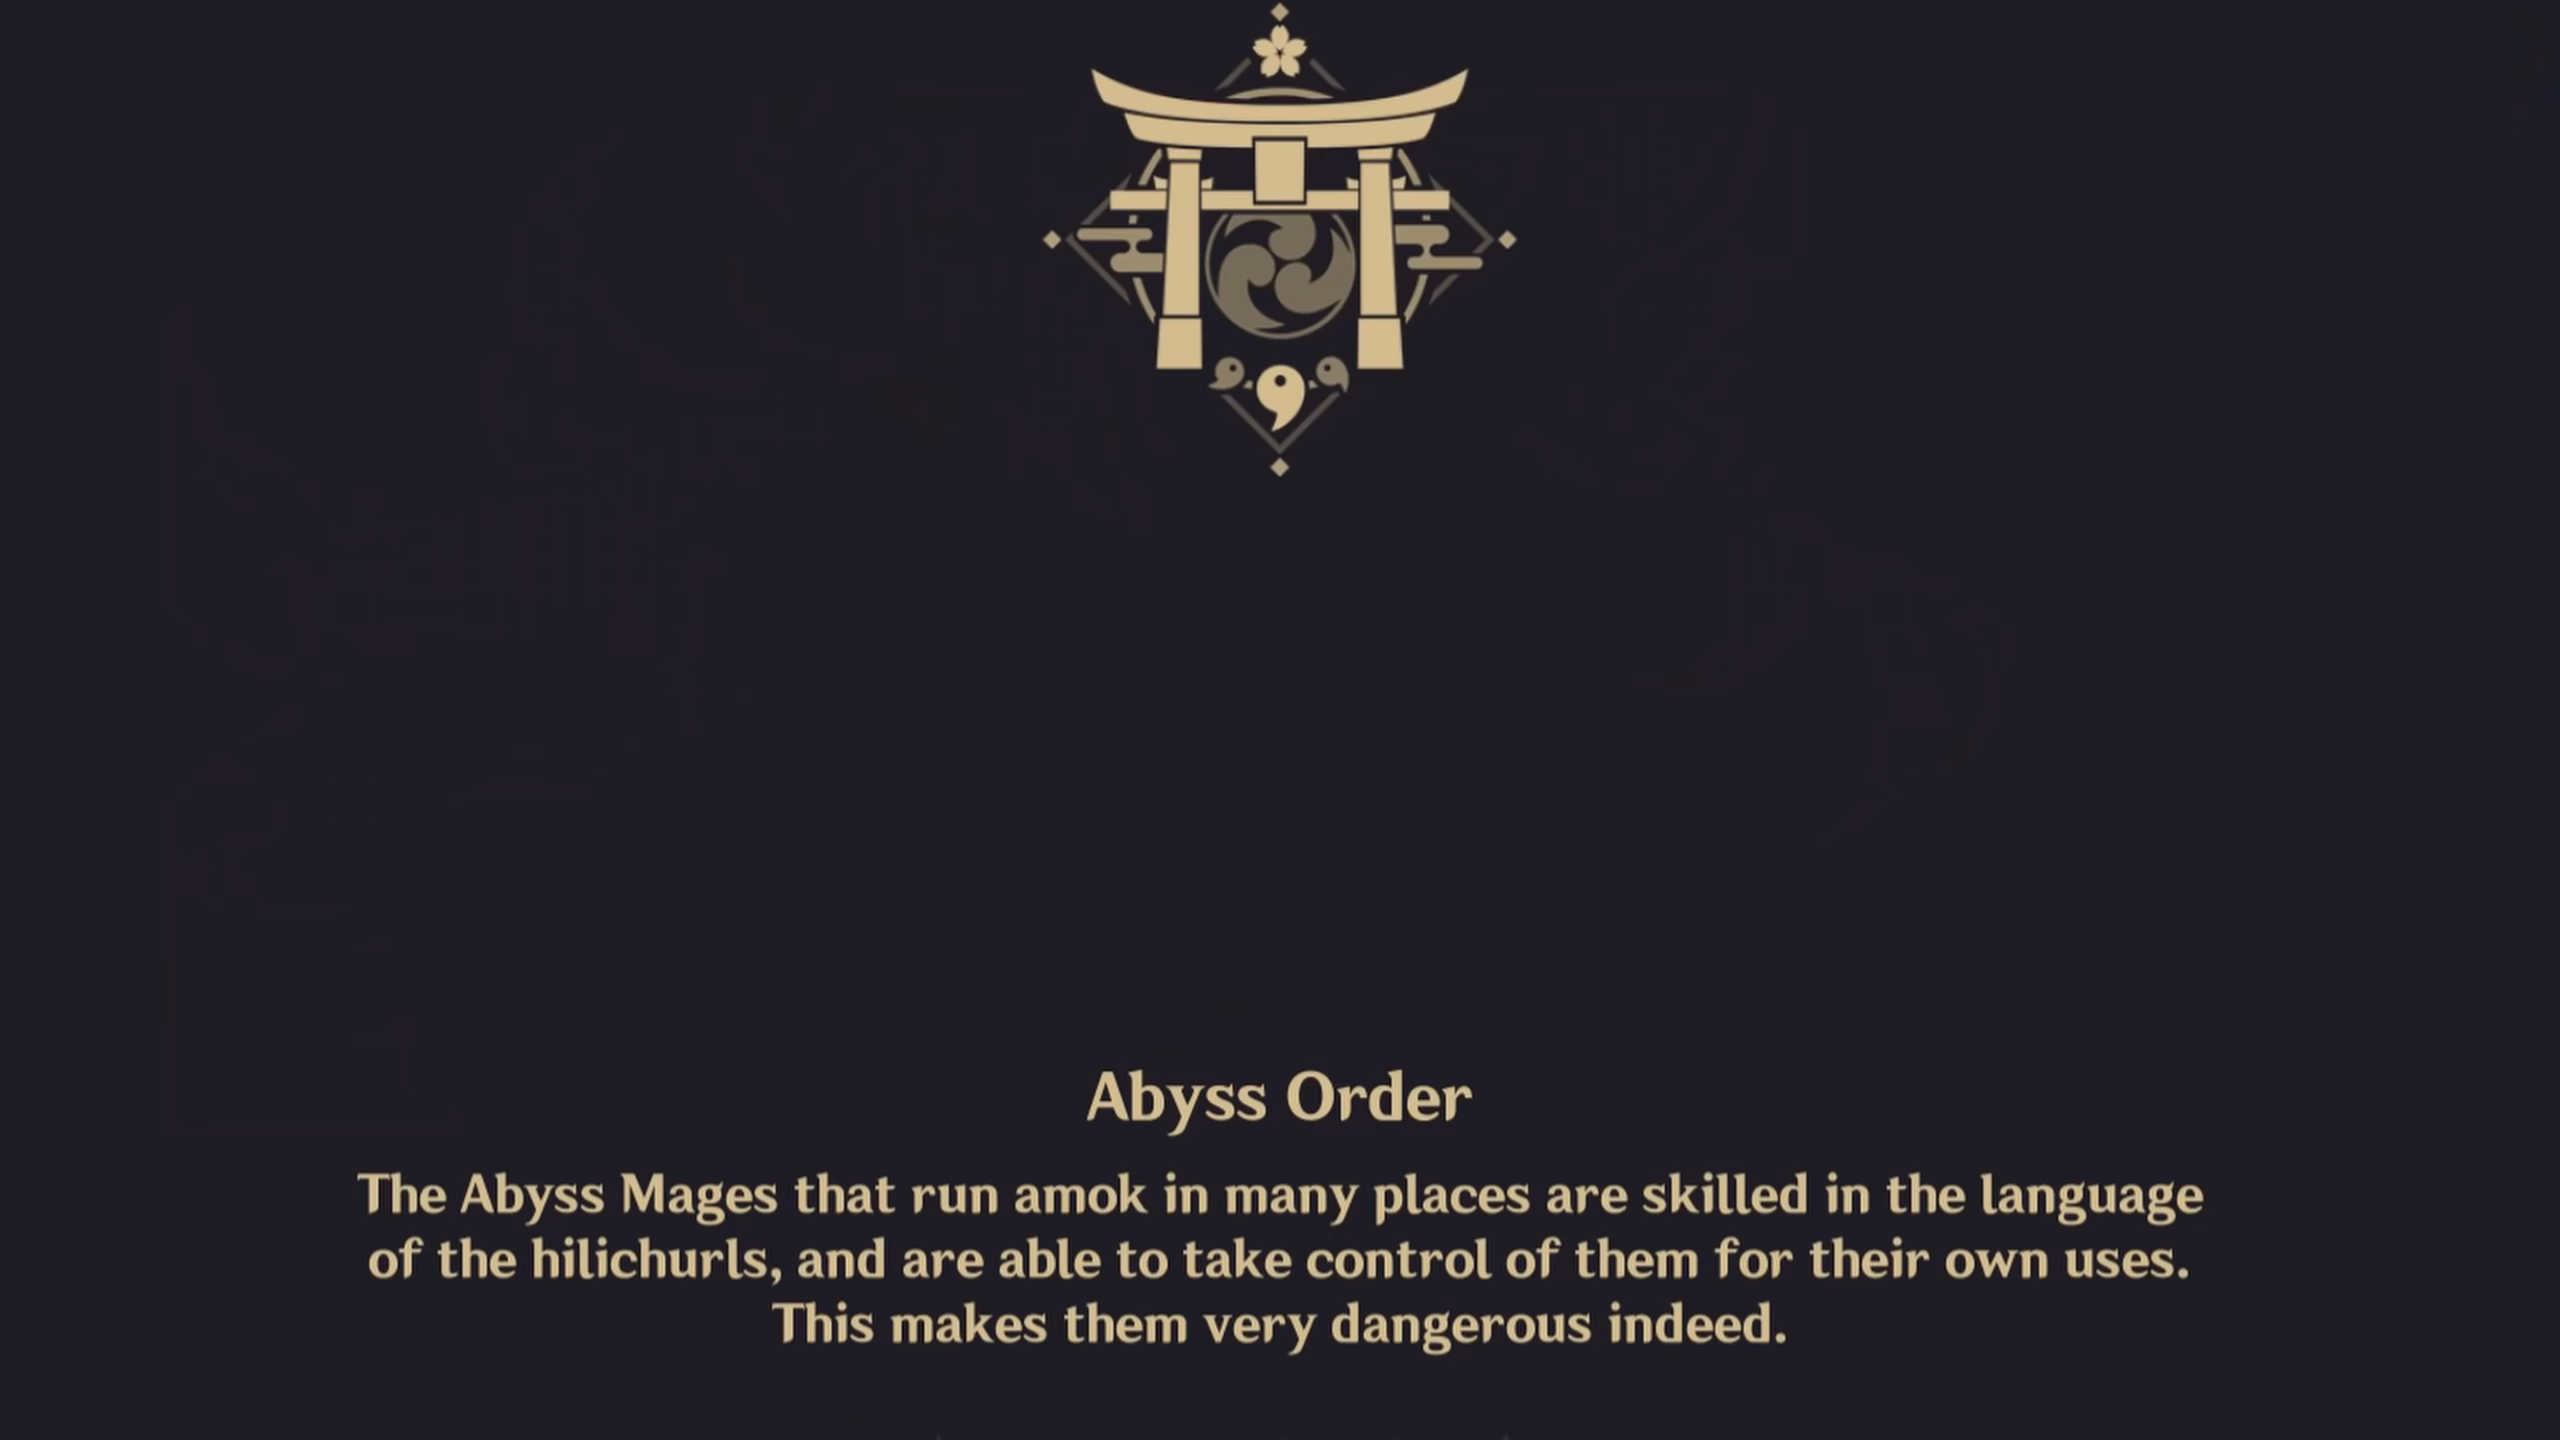 Abyss Order
The Abyss Mages that run amok in many places are skilled in the language
of the hilichurls, and are able to take control of them for their own uses.
This makes them very dangerous indeed.